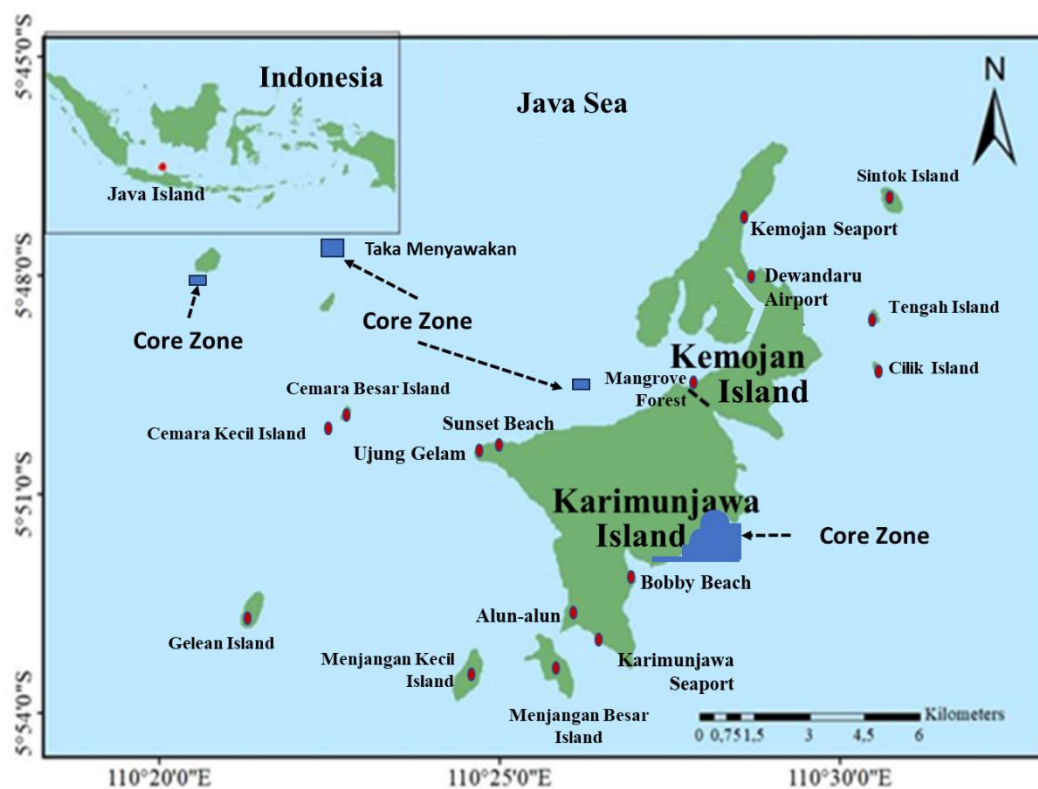 5°45'0"S
5°48'0"S
5°51'0"S
5°54'0"S
Indonesia
Java Island
Java Sea
N
Sintok Island
Kemojan Seaport
Taka Menyawakan
Dewandaru
Airport
Tengah Island
Core Zone
Core Zone
Kemojan
Island
Cilik Island
Mangrove
Forest
Cemara Besar Island
Cemara Kecil Island
Sunset Beach
Ujung Gelam
Karimunjawa
Island
Core Zone
Bobby Beach
Alun-alun
Gelean Island
Menjangan Kecil
Island
Karimunjawa
Seaport
Menjangan Besar
Island
Kilometers
0 0,75 1,5 3 4,5 6
110°20'0"E 110°25'0"E 110°30'0"E